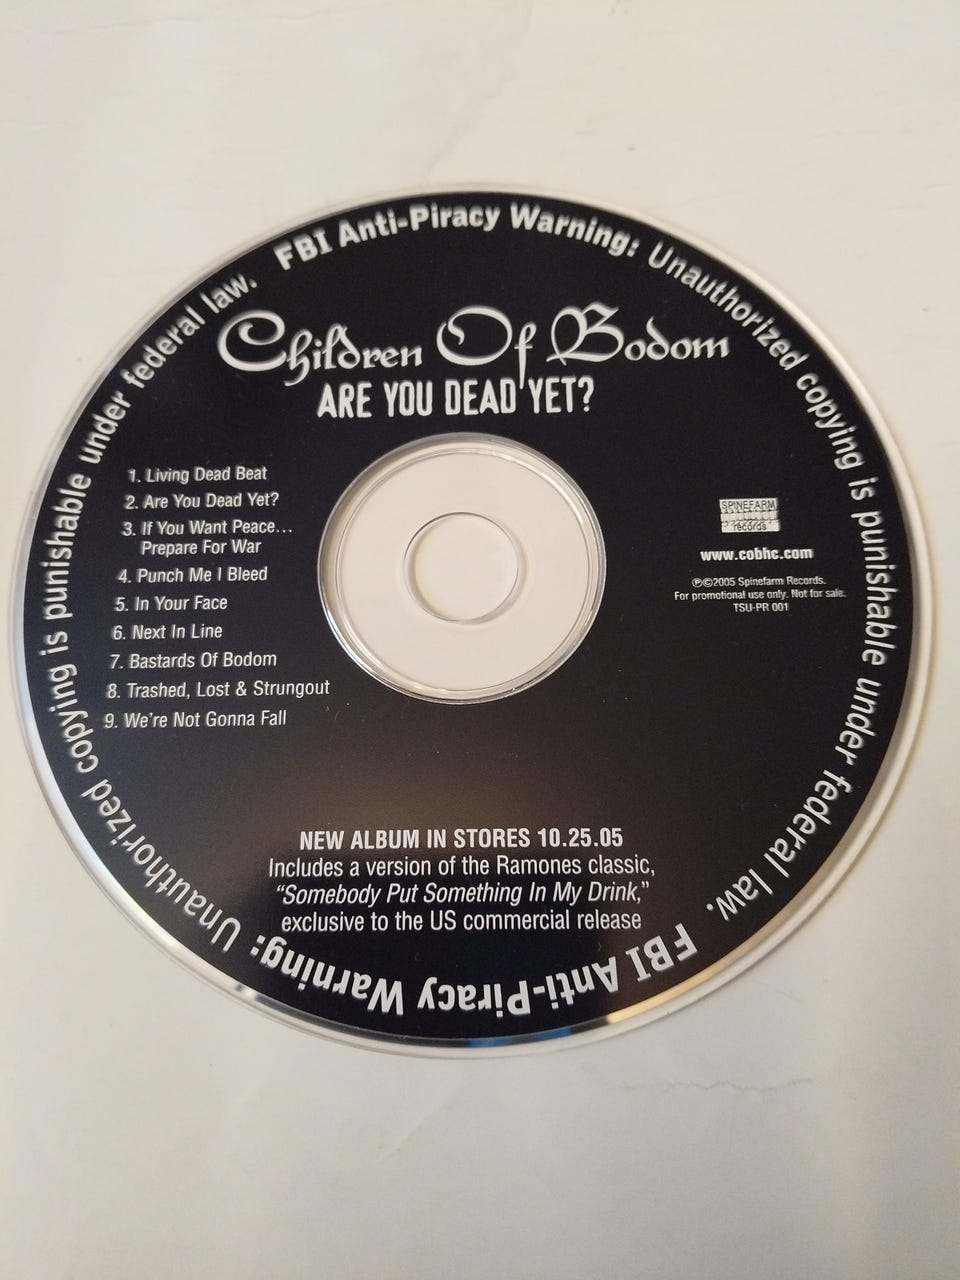 FBI Anti-Piracy Warning: Unauthorized copying is punishable under federal law.
FBI Anti-Piracy Warning: Unauthorized copying is punishable under federal law.
Children Of Bodom
ARE YOU DEAD YET?
1. Living Dead Beat
2. Are You Dead Yet?
3. If You Want Peace...
Prepare For War
4. Punch Me I Bleed
5. In Your Face
6. Next In Line
7. Bastards Of Bodom
8. Trashed, Lost & Strungout
9. We're Not Gonna Fall
SPINEFARM
records
www.cobhc.com
℗©2005 Spinefarm Records.
For promotional use only. Not for sale.
TSU-PR 001
NEW ALBUM IN STORES 10.25.05
Includes a version of the Ramones classic,
"Somebody Put Something In My Drink,"
exclusive to the US commercial release